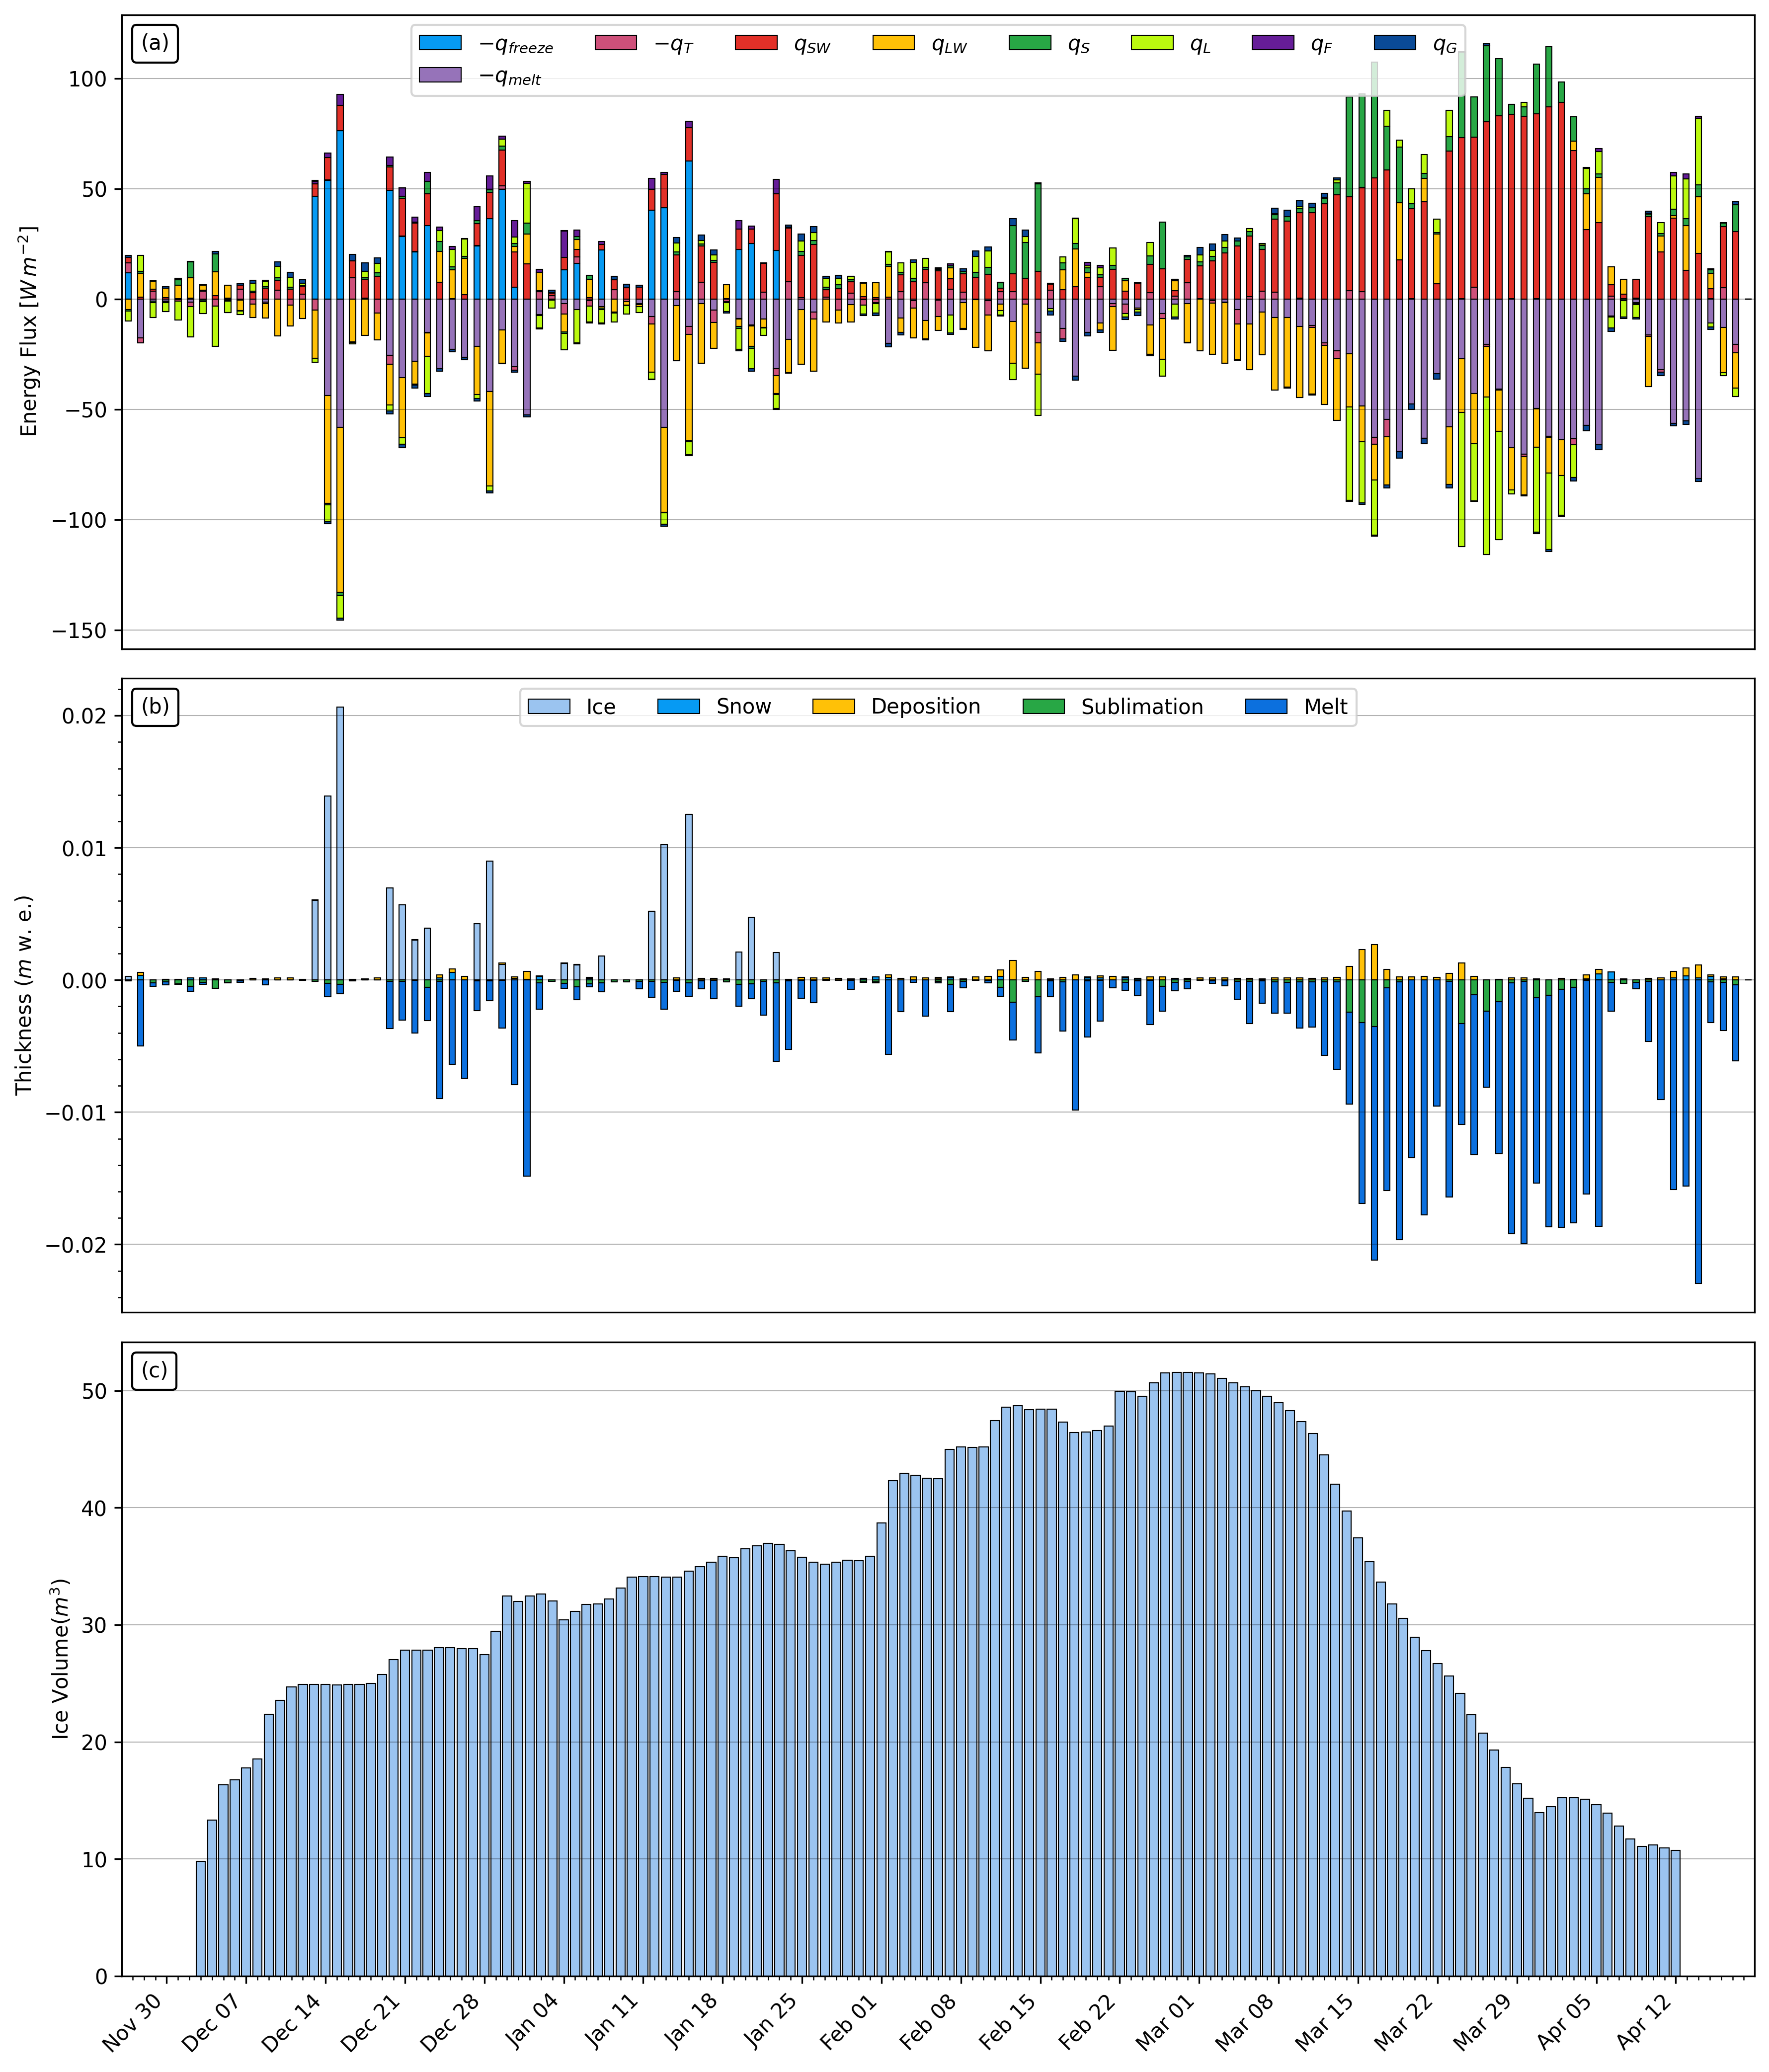 (a)
−q_freeze −q_T q_SW q_LW q_S q_L q_F q_G
−q_melt
Energy Flux [W m⁻²]
100
50
0
−50
−100
−150
(b)
Ice Snow Deposition Sublimation Melt
Thickness (m w. e.)
0.02
0.01
0.00
−0.01
−0.02
(c)
Ice Volume(m³)
50
40
30
20
10
0
Nov 30 Dec 07 Dec 14 Dec 21 Dec 28 Jan 04 Jan 11 Jan 18 Jan 25 Feb 01 Feb 08 Feb 15 Feb 22 Mar 01 Mar 08 Mar 15 Mar 22 Mar 29 Apr 05 Apr 12